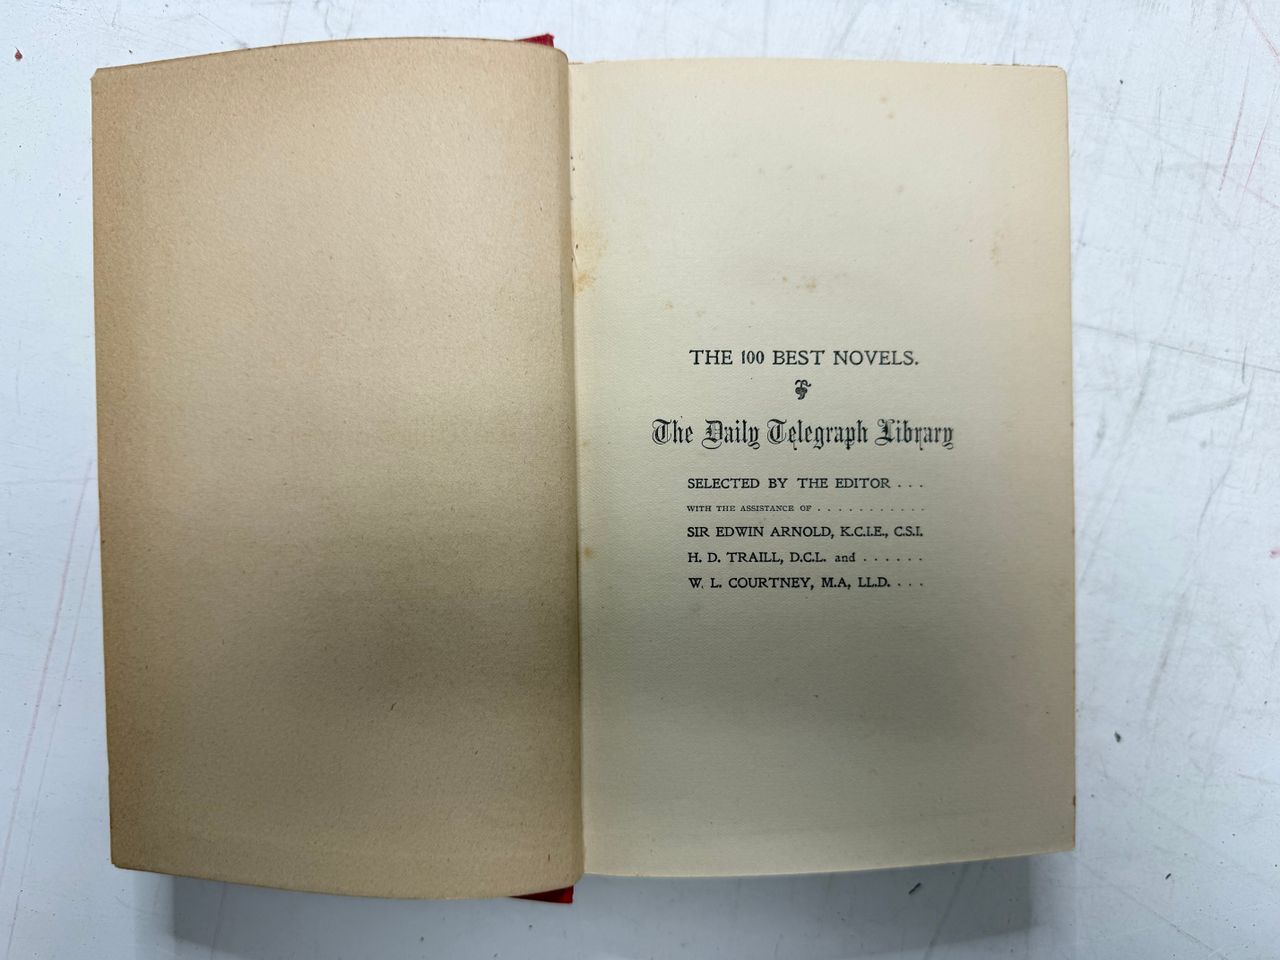 THE 100 BEST NOVELS.
The Daily Telegraph Library
SELECTED BY THE EDITOR . . .
WITH THE ASSISTANCE OF . . . . . . . . . . .
SIR EDWIN ARNOLD, K.C.I.E., C.S.I.
H. D. TRAILL, D.C.L. and . . . . . .
W. L. COURTNEY, M.A, LL.D. . . .